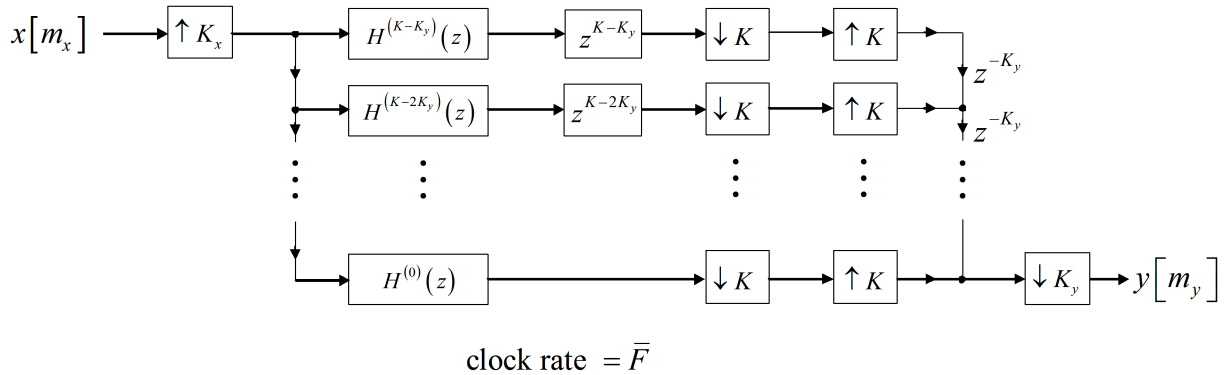 x[m_x] ↑ K_x H^(K−K_y)(z) z^(K−K_y) ↓ K ↑ K
z^(−K_y)
H^(K−2K_y)(z) z^(K−2K_y) ↓ K ↑ K
z^(−K_y)
H^(0)(z) ↓ K ↑ K ↓ K_y y[m_y]
clock rate = F̅